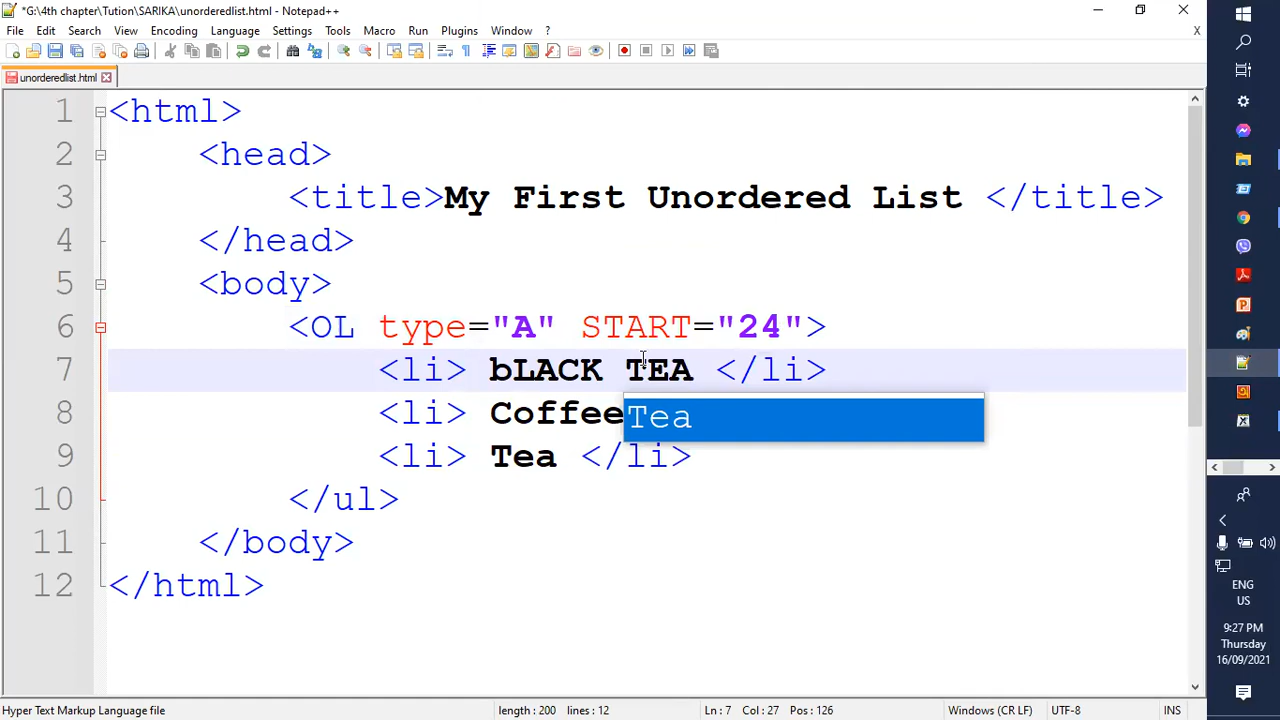 *G:\4th chapter\Tution\SARIKA\unorderedlist.html - Notepad++
File Edit Search View Encoding Language Settings Tools Macro Run Plugins Window ? X
unorderedlist.html
1 <html>
2 <head>
3 <title>My First Unordered List </title>
4 </head>
5 <body>
6 <OL type="A" START="24">
7 <li> bLACK TEA </li>
8 <li> Coffee
Tea
9 <li> Tea </li>
10 </ul>
11 </body>
12 </html>
Hyper Text Markup Language file length : 200 lines : 12 Ln : 7 Col : 27 Pos : 126 Windows (CR LF) UTF-8 INS
ENG
US
9:27 PM
Thursday
16/09/2021